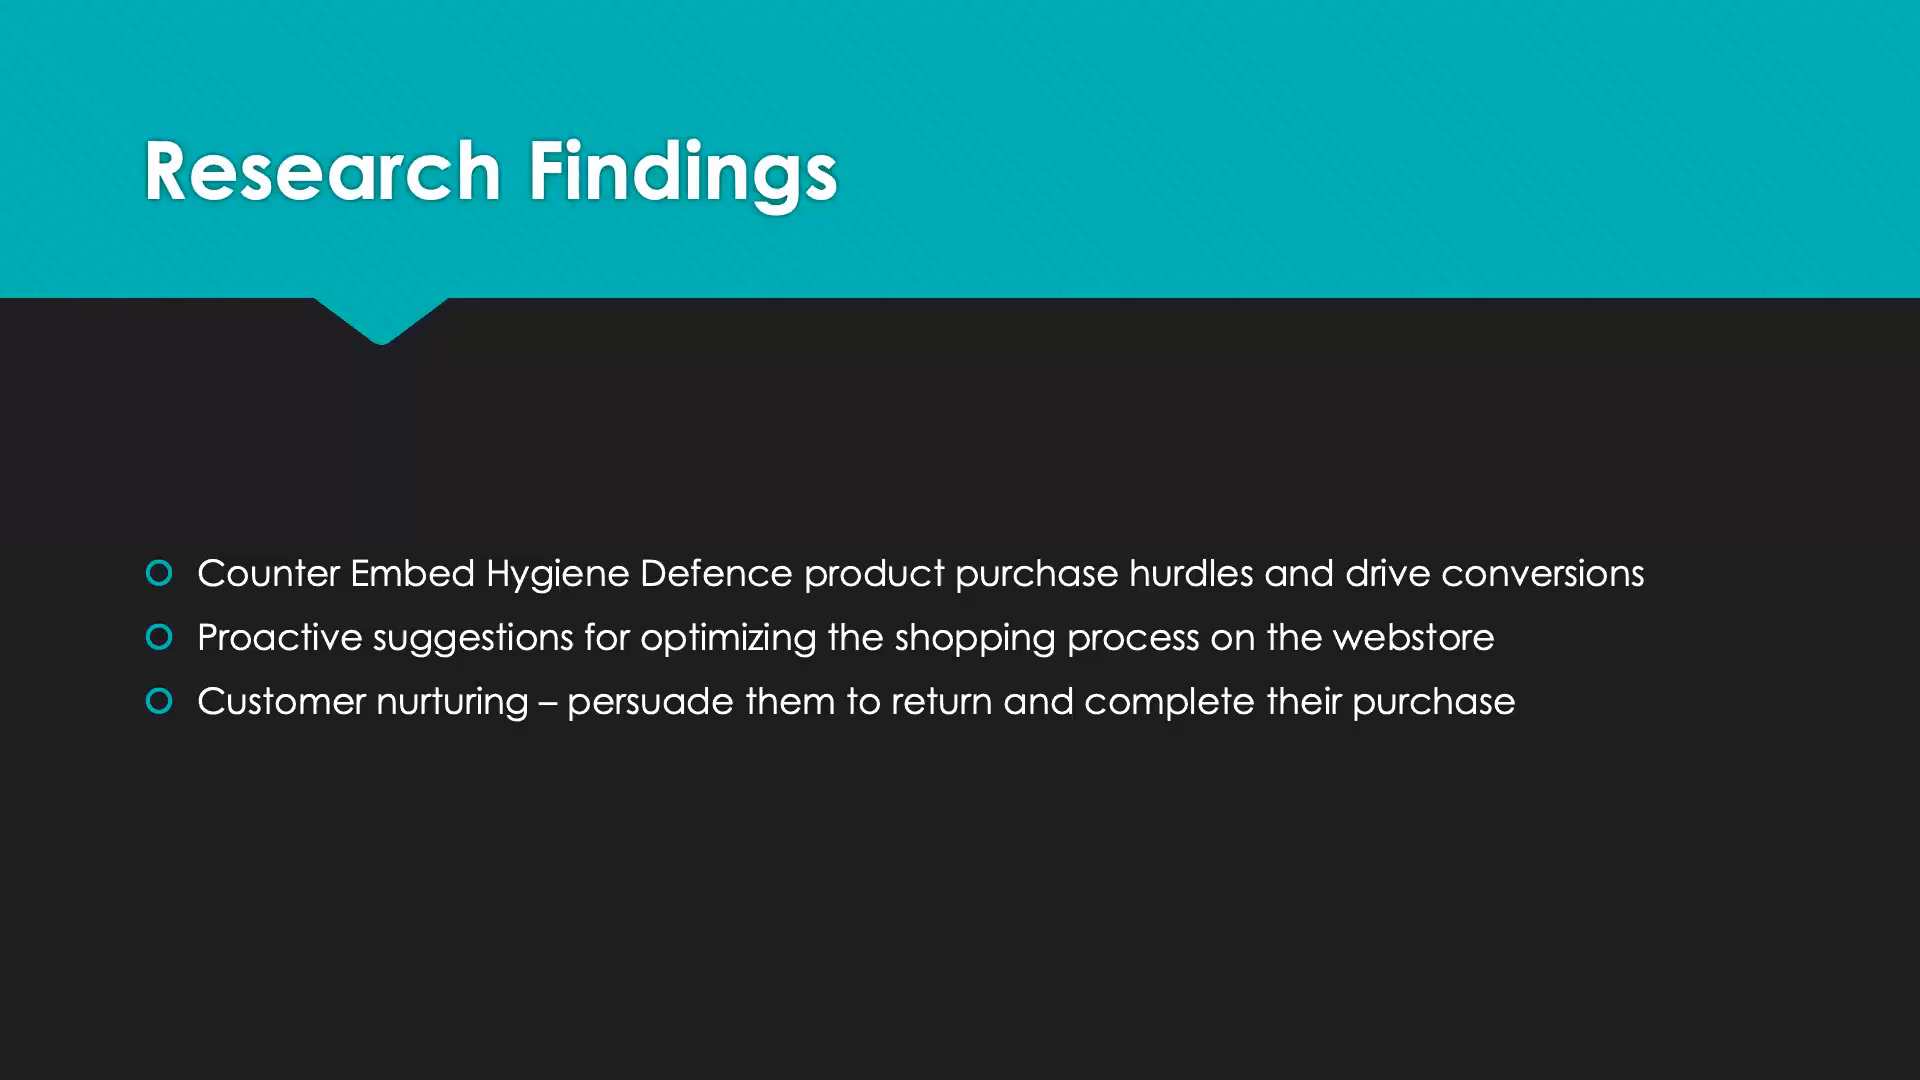 Research Findings
Counter Embed Hygiene Defence product purchase hurdles and drive conversions
Proactive suggestions for optimizing the shopping process on the webstore
Customer nurturing – persuade them to return and complete their purchase